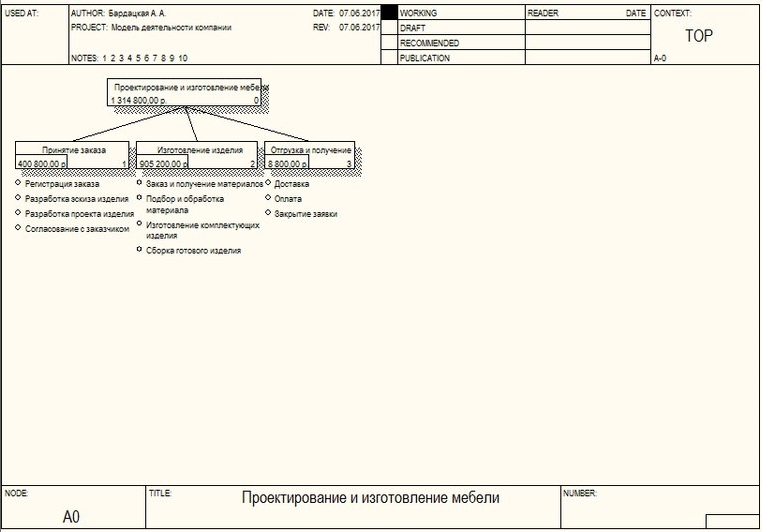 USED AT:
AUTHOR: Бардацкая А. А.
DATE: 07.06.2017
WORKING
READER
DATE
CONTEXT:
PROJECT: Модель деятельности компании
REV: 07.06.2017
DRAFT
TOP
RECOMMENDED
NOTES: 1 2 3 4 5 6 7 8 9 10
PUBLICATION
A-0
Проектирование и изготовление мебели
1 314 800,00 р.
0
Принятие заказа
400 800,00 р
1
Регистрация заказа
Разработка эскиза изделия
Разработка проекта изделия
Согласование с заказчиком
Изготовление изделия
905 200,00 р
2
Заказ и получение материалов
Подбор и обработка
материала
Изготовление комплектующих
изделия
Сборка готового изделия
Отгрузка и получение
8 800,00 р.
3
Доставка
Оплата
Закрытие заявки
NODE:
TITLE:
Проектирование и изготовление мебели
NUMBER:
A0